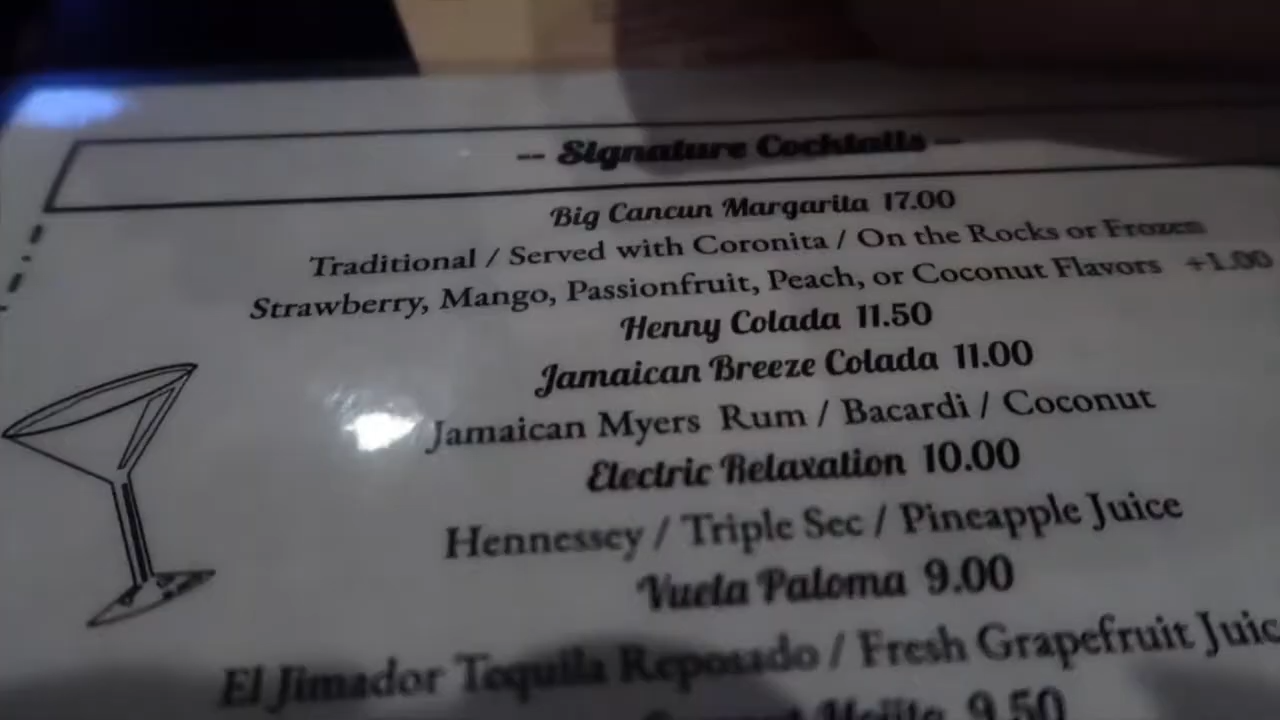 -- Signature Cocktails --
Big Cancun Margarita 17.00
Traditional / Served with Coronita / On the Rocks or Frozen
Strawberry, Mango, Passionfruit, Peach, or Coconut Flavors +1.00
Henny Colada 11.50
Jamaican Breeze Colada 11.00
Jamaican Myers Rum / Bacardi / Coconut
Electric Relaxation 10.00
Hennessey / Triple Sec / Pineapple Juice
Vuela Paloma 9.00
El Jimador Tequila Reposado / Fresh Grapefruit Juic
Mojito 9.50